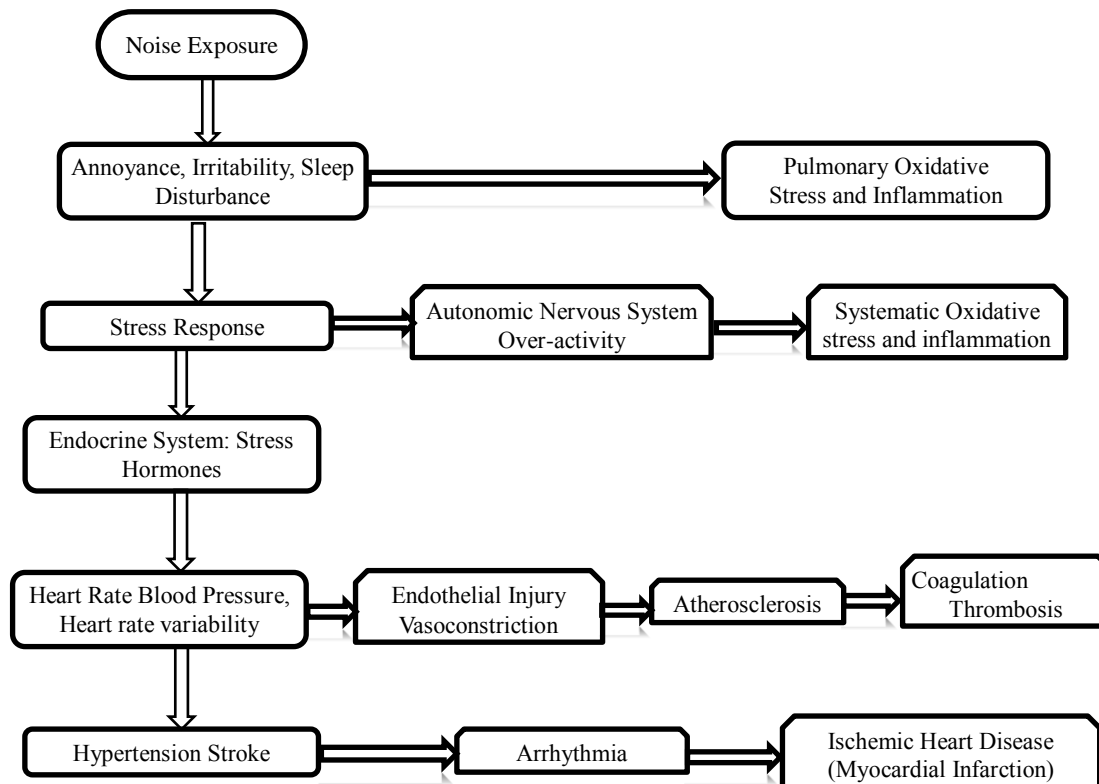 Noise Exposure
Annoyance, Irritability, Sleep
Disturbance
Pulmonary Oxidative
Stress and Inflammation
Stress Response
Autonomic Nervous System
Over-activity
Systematic Oxidative
stress and inflammation
Endocrine System: Stress
Hormones
Heart Rate Blood Pressure,
Heart rate variability
Endothelial Injury
Vasoconstriction
Atherosclerosis
Coagulation
Thrombosis
Hypertension Stroke
Arrhythmia
Ischemic Heart Disease
(Myocardial Infarction)